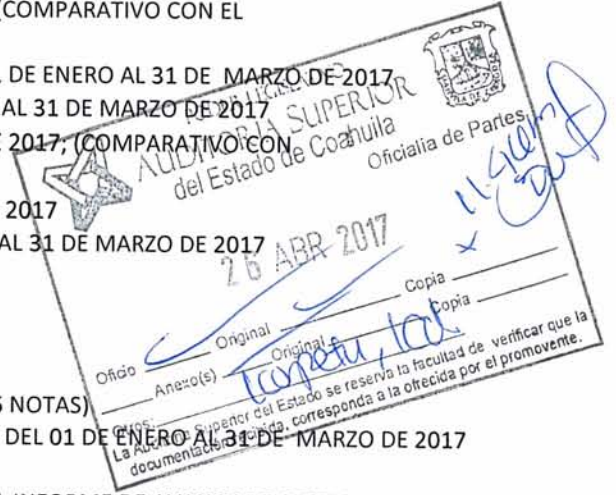 (COMPARATIVO CON EL
DE ENERO AL 31 DE MARZO DE 2017
AL 31 DE MARZO DE 2017
2017; (COMPARATIVO CON
2017
AL 31 DE MARZO DE 2017
NOTAS)
DEL 01 DE ENERO AL 31 DE MARZO DE 2017
AUDITORIA SUPERIOR
del Estado de Coahuila
Oficialia de Partes
26 ABR 2017
Oficio Original Copia
Anexo(s) Original Copia
Otros:
La Auditoria Superior del Estado se reserva la facultad de verificar que la
documentación recibida, corresponda a la ofrecida por el promovente.